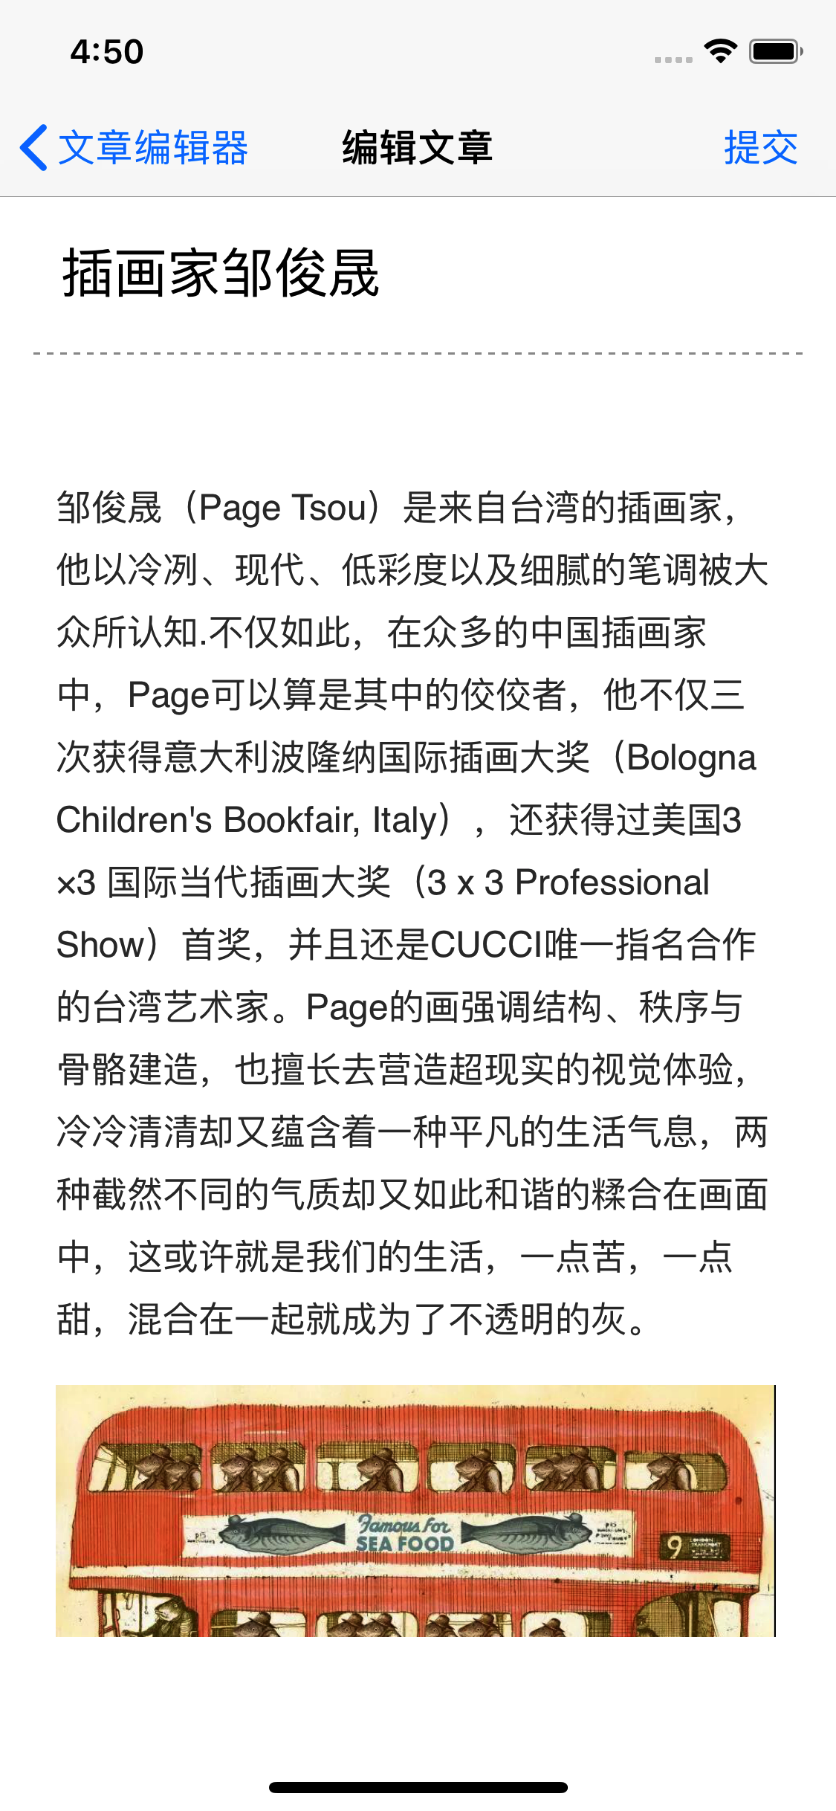 4:50
文章编辑器
编辑文章
提交
插画家邹俊晟
邹俊晟（Page Tsou）是来自台湾的插画家，
他以冷冽、现代、低彩度以及细腻的笔调被大
众所认知.不仅如此，在众多的中国插画家
中，Page可以算是其中的佼佼者，他不仅三
次获得意大利波隆纳国际插画大奖（Bologna
Children's Bookfair, Italy），还获得过美国3
×3 国际当代插画大奖（3 x 3 Professional
Show）首奖，并且还是CUCCI唯一指名合作
的台湾艺术家。Page的画强调结构、秩序与
骨骼建造，也擅长去营造超现实的视觉体验，
冷冷清清却又蕴含着一种平凡的生活气息，两
种截然不同的气质却又如此和谐的糅合在画面
中，这或许就是我们的生活，一点苦，一点
甜，混合在一起就成为了不透明的灰。
Famous For
SEA FOOD
9